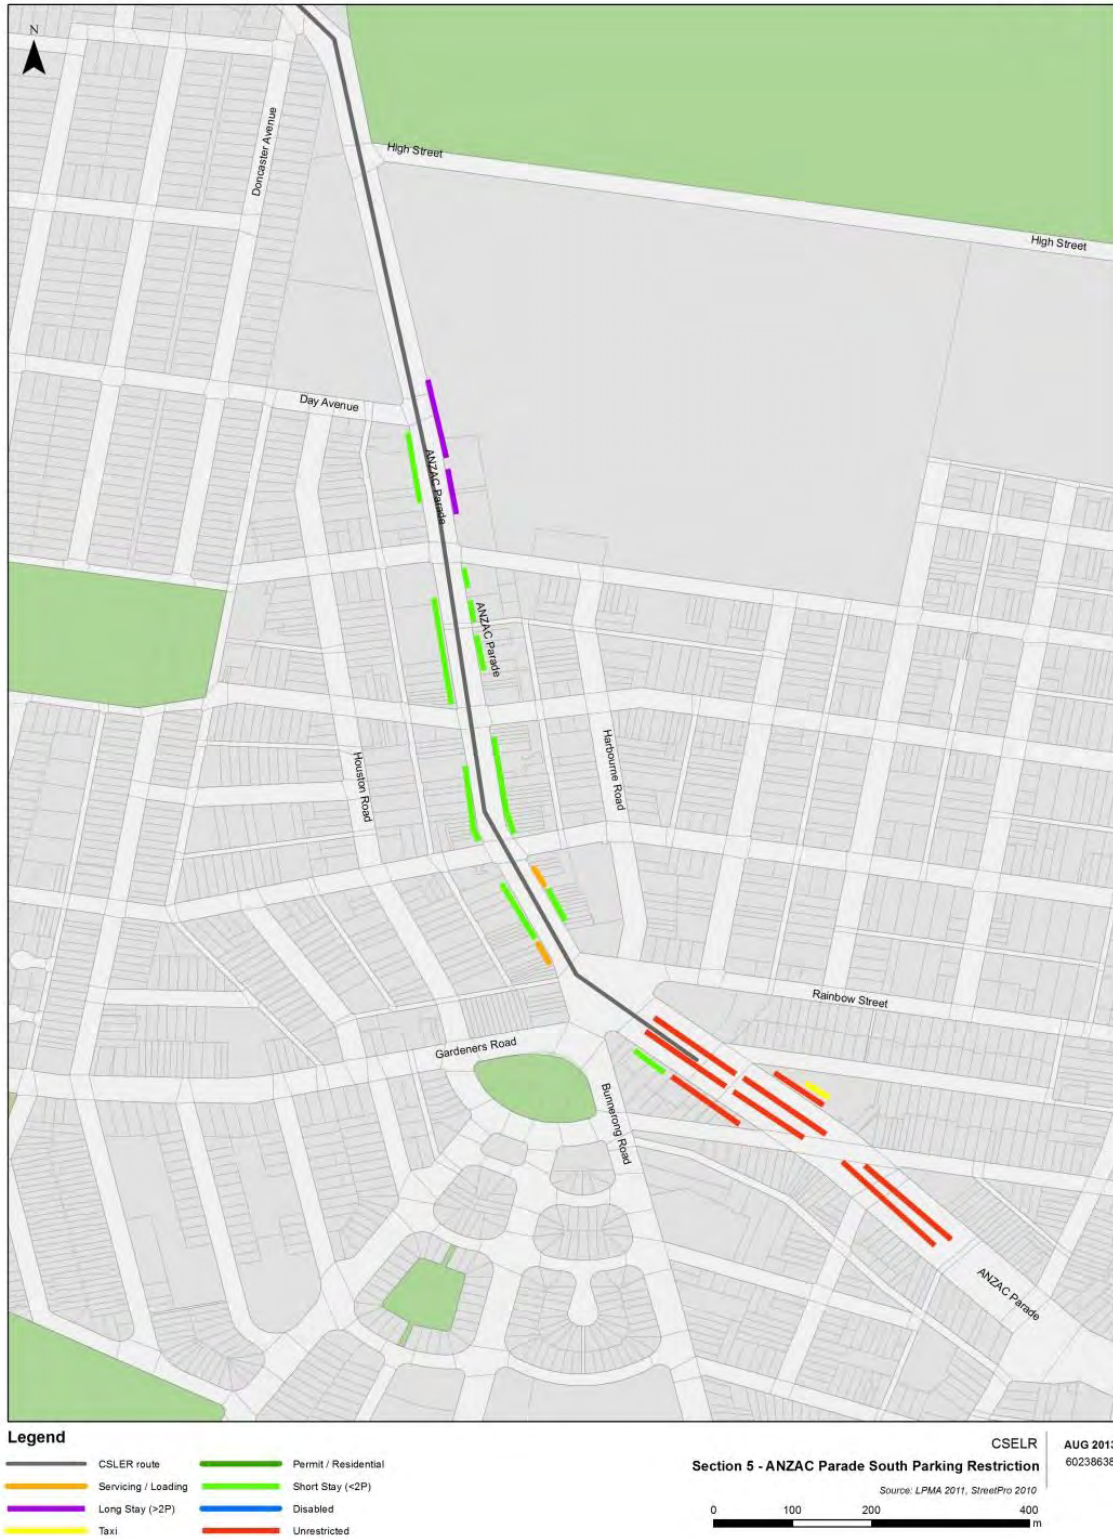 N
High Street
High Street
Doncaster Avenue
Day Avenue
ANZAC Parade
ANZAC Parade
Houston Road
Harbourne Road
Rainbow Street
Gardeners Road
Bunnerong Road
ANZAC Parade
Legend
CSLER route
Permit / Residential
Servicing / Loading
Short Stay (<2P)
Long Stay (>2P)
Disabled
Taxi
Unrestricted
CSELR
AUG 2013
Section 5 - ANZAC Parade South Parking Restriction
60238638
Source: LPMA 2011, StreetPro 2010
0 100 200 400
m